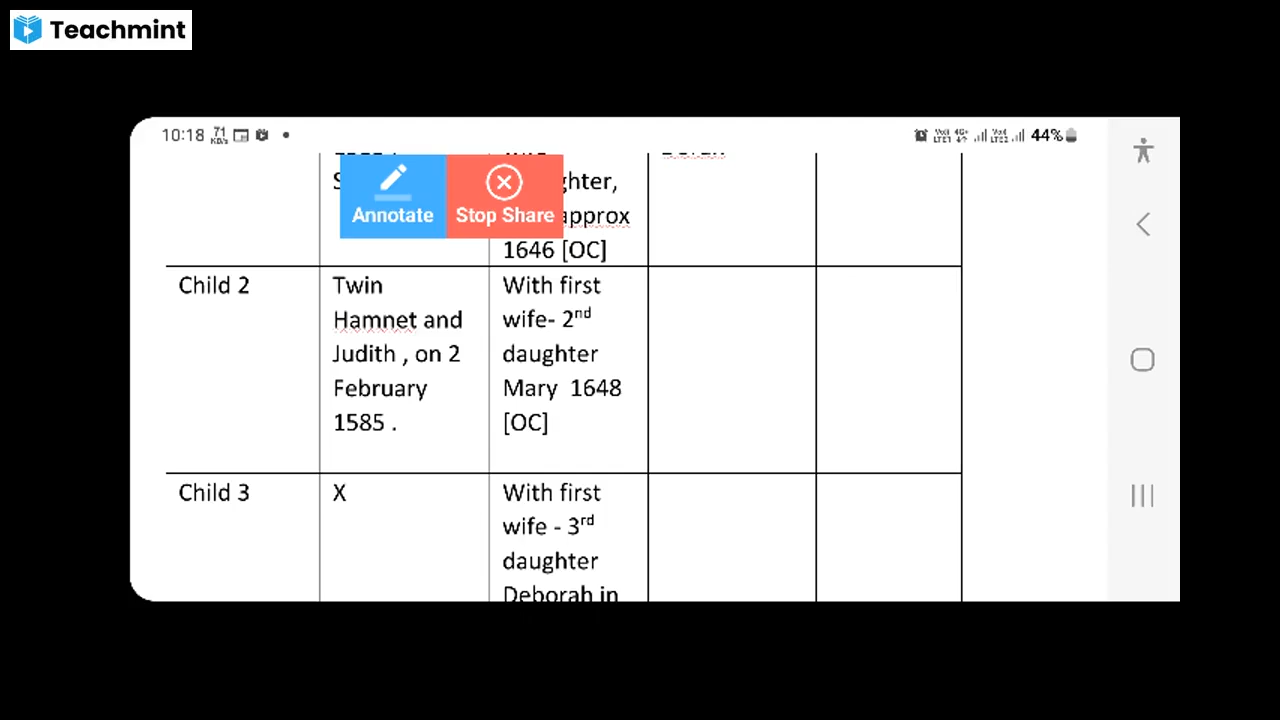 Teachmint
10:18 71 KB/s 44%
Annotate
Stop Share
ghter,
approx
1646 [OC]
Child 2
Twin
Hamnet and
Judith , on 2
February
1585 .
With first
wife- 2nd
daughter
Mary 1648
[OC]
Child 3
X
With first
wife - 3rd
daughter
Deborah in